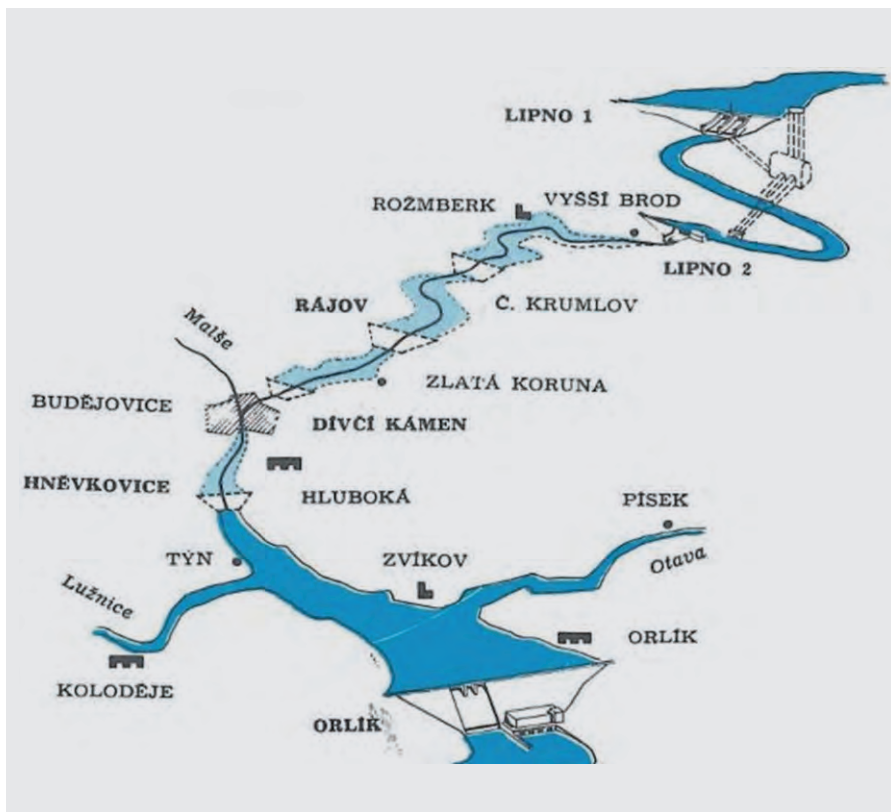 LIPNO 1
ROŽMBERK
VYŠŠÍ BROD
LIPNO 2
RÁJOV
Č. KRUMLOV
Malše
ZLATÁ KORUNA
BUDĚJOVICE
DÍVČÍ KÁMEN
HNĚVKOVICE
HLUBOKÁ
PÍSEK
TÝN
ZVÍKOV
Otava
Lužnice
ORLÍK
KOLODĚJE
ORLÍK